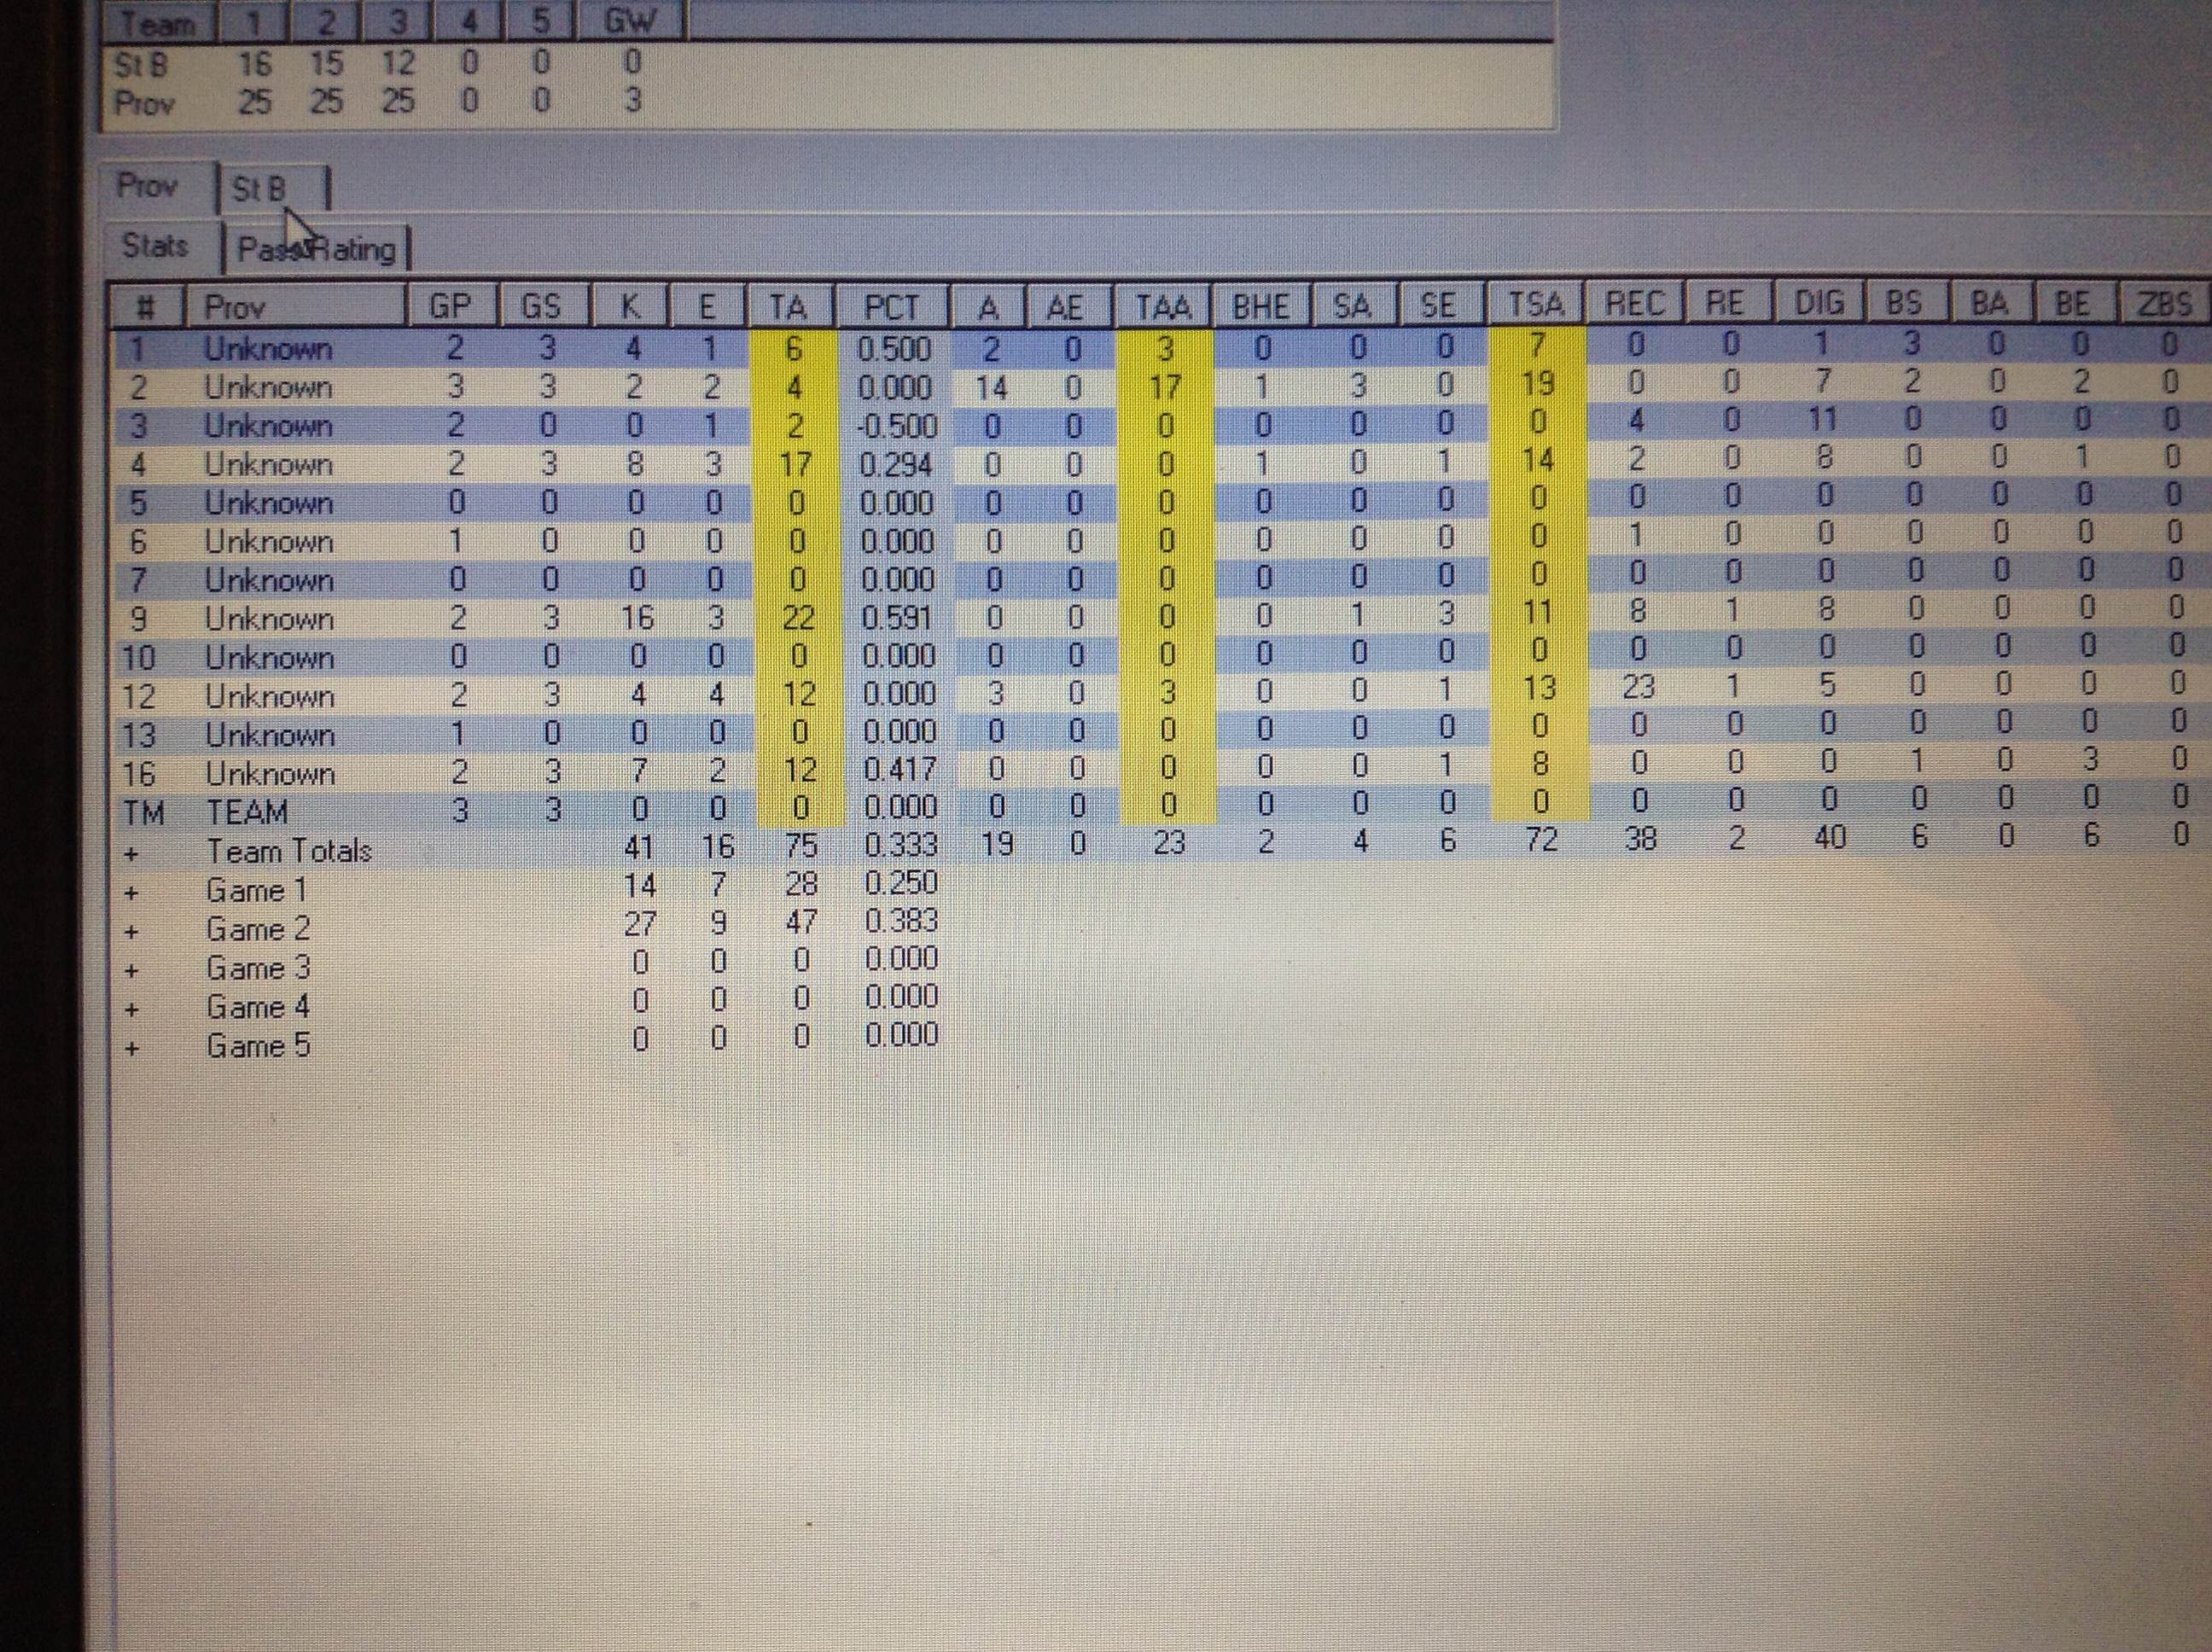 Team 1 2 3 4 5 GW
St B 16 15 12 0 0 0
Prov 25 25 25 0 0 3
Prov St B
Stats Pass Rating
# Prov GP GS K E TA PCT A AE TAA BHE SA SE TSA REC RE DIG BS BA BE ZBS
1 Unknown 2 3 4 1 6 0.500 2 0 3 0 0 0 7 0 0 1 3 0 0 0
2 Unknown 3 3 2 2 4 0.000 14 0 17 1 3 0 19 0 0 7 2 0 2 0
3 Unknown 2 0 0 1 2 -0.500 0 0 0 0 0 0 0 4 0 11 0 0 0 0
4 Unknown 2 3 8 3 17 0.294 0 0 0 1 0 1 14 2 0 8 0 0 1 0
5 Unknown 0 0 0 0 0 0.000 0 0 0 0 0 0 0 0 0 0 0 0 0 0
6 Unknown 1 0 0 0 0 0.000 0 0 0 0 0 0 0 1 0 0 0 0 0 0
7 Unknown 0 0 0 0 0 0.000 0 0 0 0 0 0 0 0 0 0 0 0 0 0
9 Unknown 2 3 16 3 22 0.591 0 0 0 0 1 3 11 8 1 8 0 0 0 0
10 Unknown 0 0 0 0 0 0.000 0 0 0 0 0 0 0 0 0 0 0 0 0 0
12 Unknown 2 3 4 4 12 0.000 3 0 3 0 0 1 13 23 1 5 0 0 0 0
13 Unknown 1 0 0 0 0 0.000 0 0 0 0 0 0 0 0 0 0 0 0 0 0
16 Unknown 2 3 7 2 12 0.417 0 0 0 0 0 1 8 0 0 0 1 0 3 0
TM TEAM 3 3 0 0 0 0.000 0 0 0 0 0 0 0 0 0 0 0 0 0 0
+ Team Totals 41 16 75 0.333 19 0 23 2 4 6 72 38 2 40 6 0 6 0
+ Game 1 14 7 28 0.250
+ Game 2 27 9 47 0.383
+ Game 3 0 0 0 0.000
+ Game 4 0 0 0 0.000
+ Game 5 0 0 0 0.000